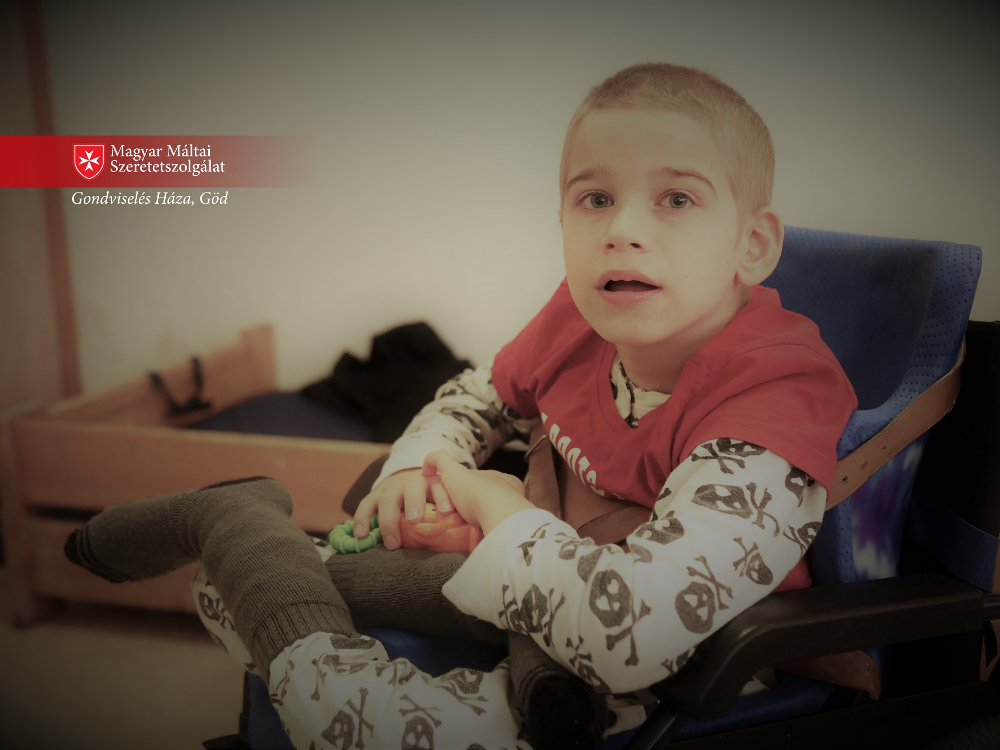 Magyar Máltai
Szeretetszolgálat
Gondviselés Háza, Göd